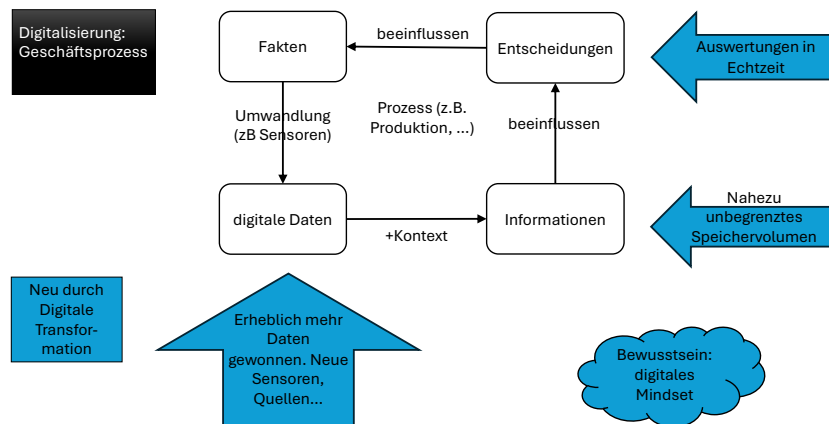 Digitalisierung:
Geschäftsprozess
Fakten
beeinflussen
Entscheidungen
Auswertungen in
Echtzeit
Umwandlung
(zB Sensoren)
Prozess (z.B.
Produktion, ...)
beeinflussen
digitale Daten
+Kontext
Informationen
Nahezu
unbegrenztes
Speichervolumen
Neu durch
Digitale
Transfor-
mation
Erheblich mehr
Daten
gewonnen. Neue
Sensoren,
Quellen...
Bewusstsein:
digitales
Mindset